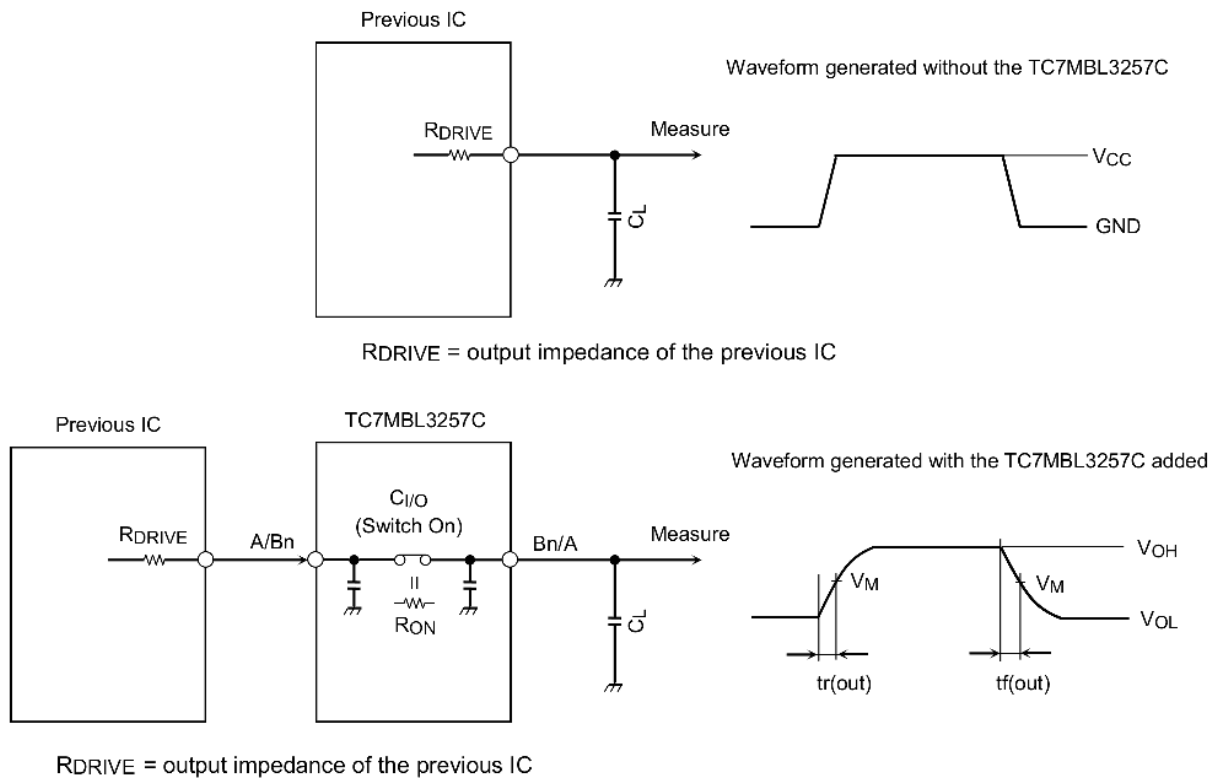 Previous IC
Waveform generated without the TC7MBL3257C
RDRIVE
Measure
VCC
CL
GND
RDRIVE = output impedance of the previous IC
Previous IC
TC7MBL3257C
Waveform generated with the TC7MBL3257C added
CI/O
(Switch On)
RDRIVE
A/Bn
Bn/A
Measure
VOH
VM
VM
RON
CL
VOL
tr(out)
tf(out)
RDRIVE = output impedance of the previous IC